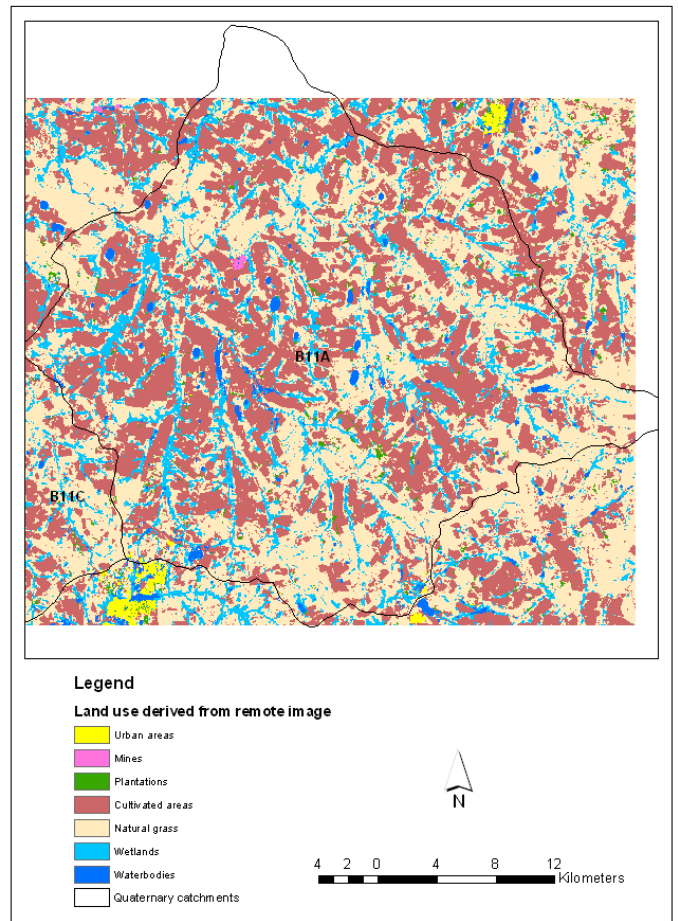 B11A
B11C
Legend
Land use derived from remote image
Urban areas
Mines
Plantations
Cultivated areas
Natural grass
Wetlands
Waterbodies
Quaternary catchments
N
4 2 0 4 8 12
Kilometers